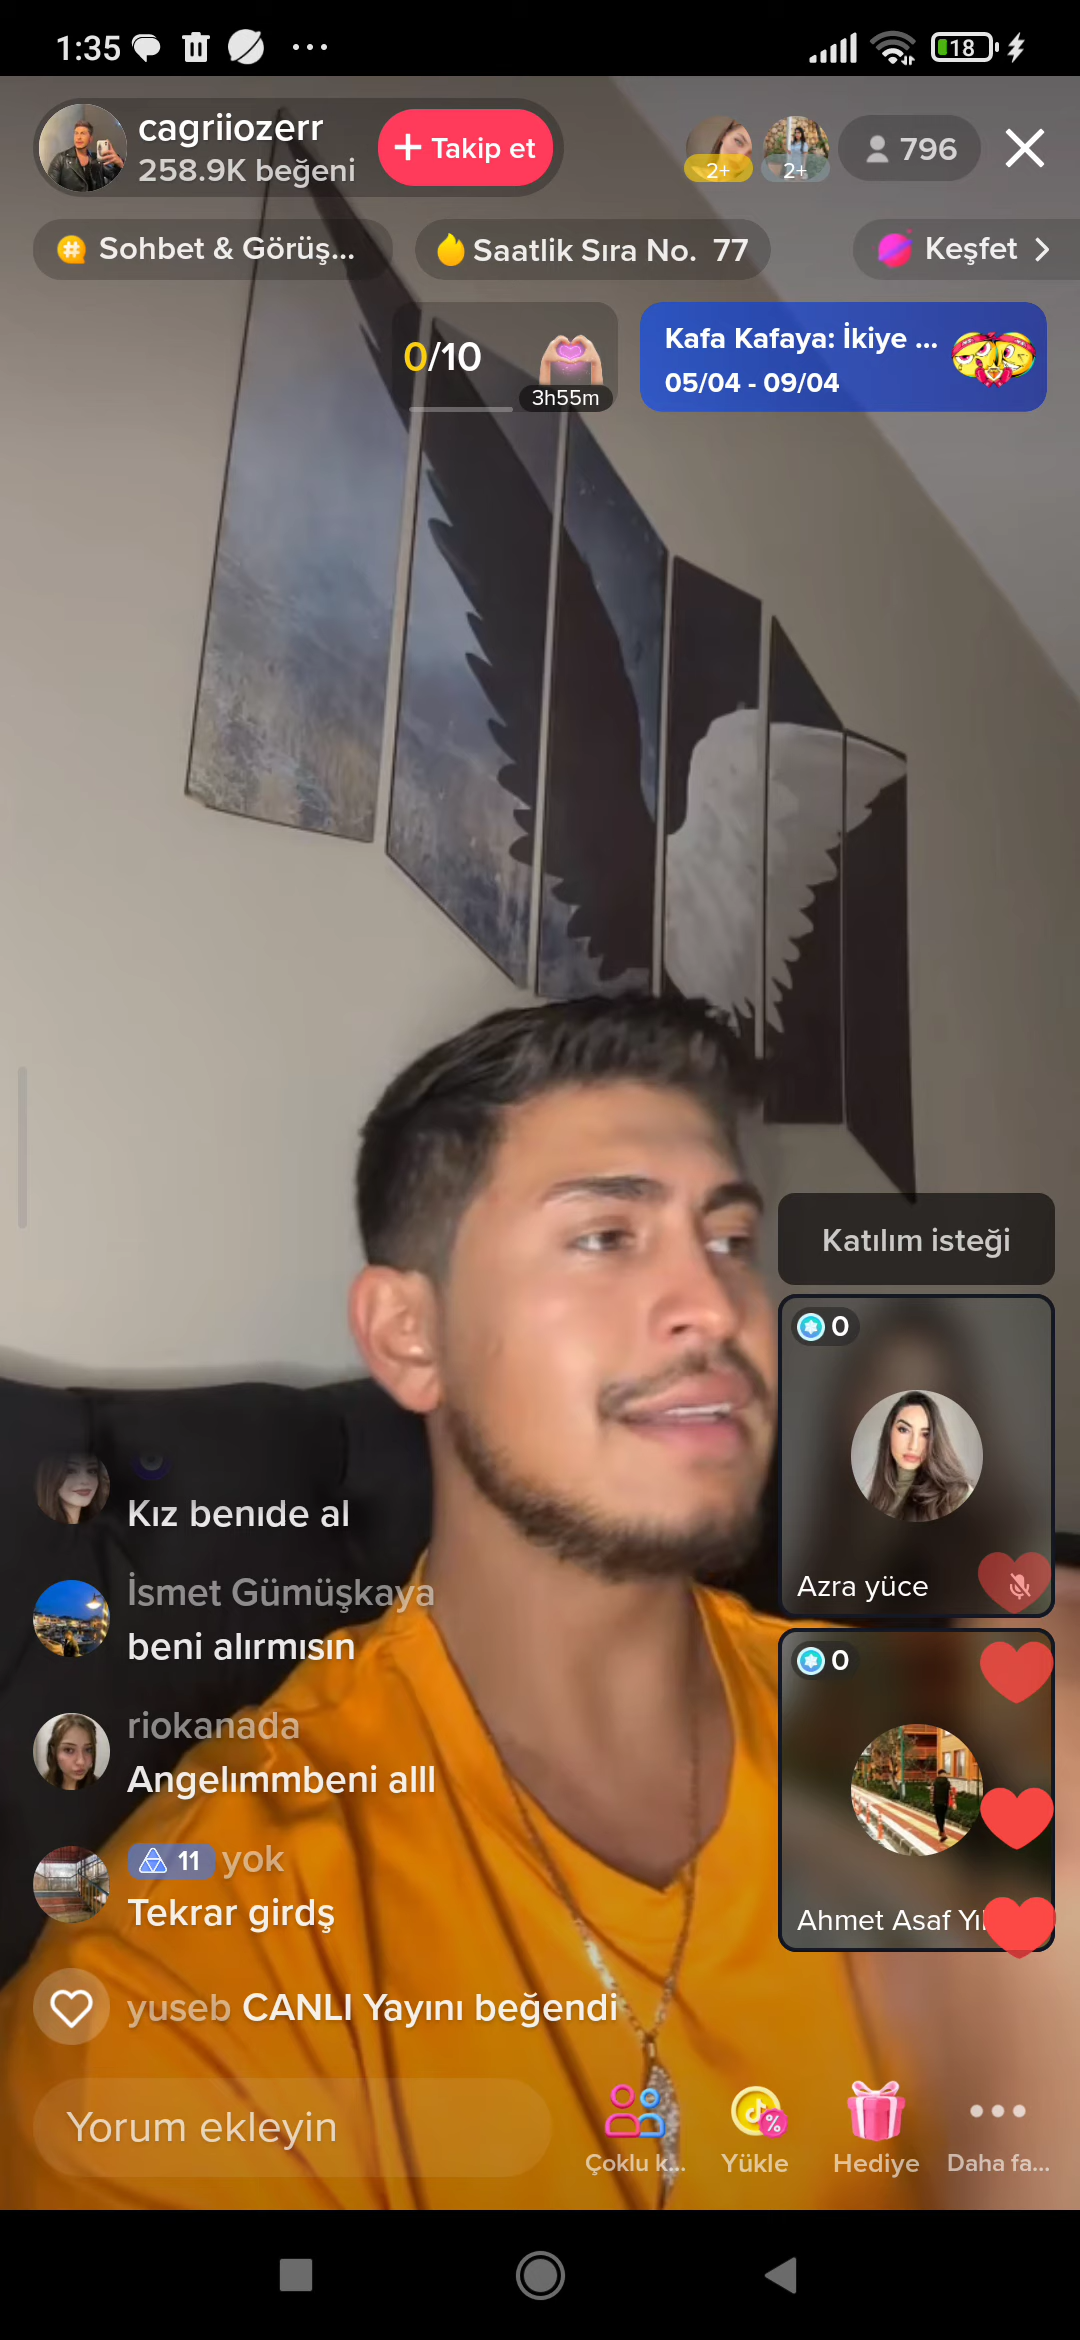 1:35
18
cagriiozerr
258.9K beğeni
+ Takip et
2+
2+
796
Sohbet & Görüş...
Saatlik Sıra No. 77
Keşfet >
0/10
3h55m
Kafa Kafaya: İkiye ...
05/04 - 09/04
Katılım isteği
0
Azra yüce
0
Ahmet Asaf Yı
Kız benıde al
İsmet Gümüşkaya
beni alırmısın
riokanada
Angelımmbeni alll
11 yok
Tekrar girdş
yuseb CANLI Yayını beğendi
Yorum ekleyin
Çoklu k...
Yükle
Hediye
Daha fa...